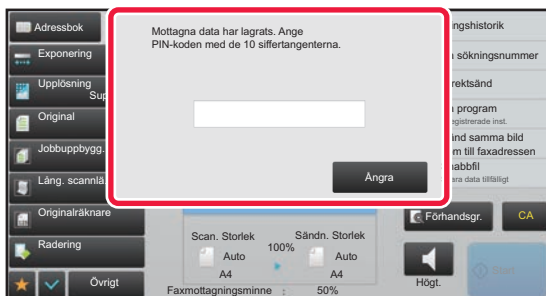 Adressbok
Exponering
Upplösning
Sup
Original
Jobbuppbygg.
Lång. scannlä.
Originalräknare
Radering
Övrigt
Mottagna data har lagrats. Ange
PIN-koden med de 10 siffertangenterna.
Ångra
Scan. Storlek
Auto
A4
100%
Sändn. Storlek
Auto
A4
Faxmottagningsminne : 50%
ngshistorik
sökningsnummer
rektsänd
program
egistrerade inst.
änd samma bild
m till faxadressen
nabbfil
ara data tillfälligt
Förhandsgr.
CA
Högt.
Start